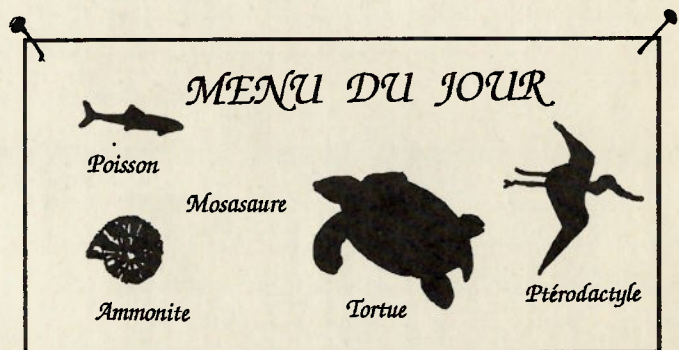 MENU DU JOUR
Poisson
Mosasaure
Ammonite
Tortue
Ptérodactyle